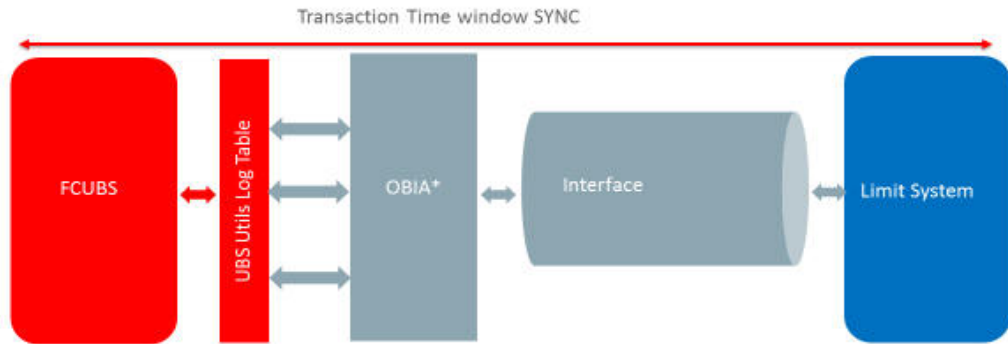 Transaction Time window SYNC
FCUBS
UBS Utils Log Table
OBIA⁺
Interface
Limit System